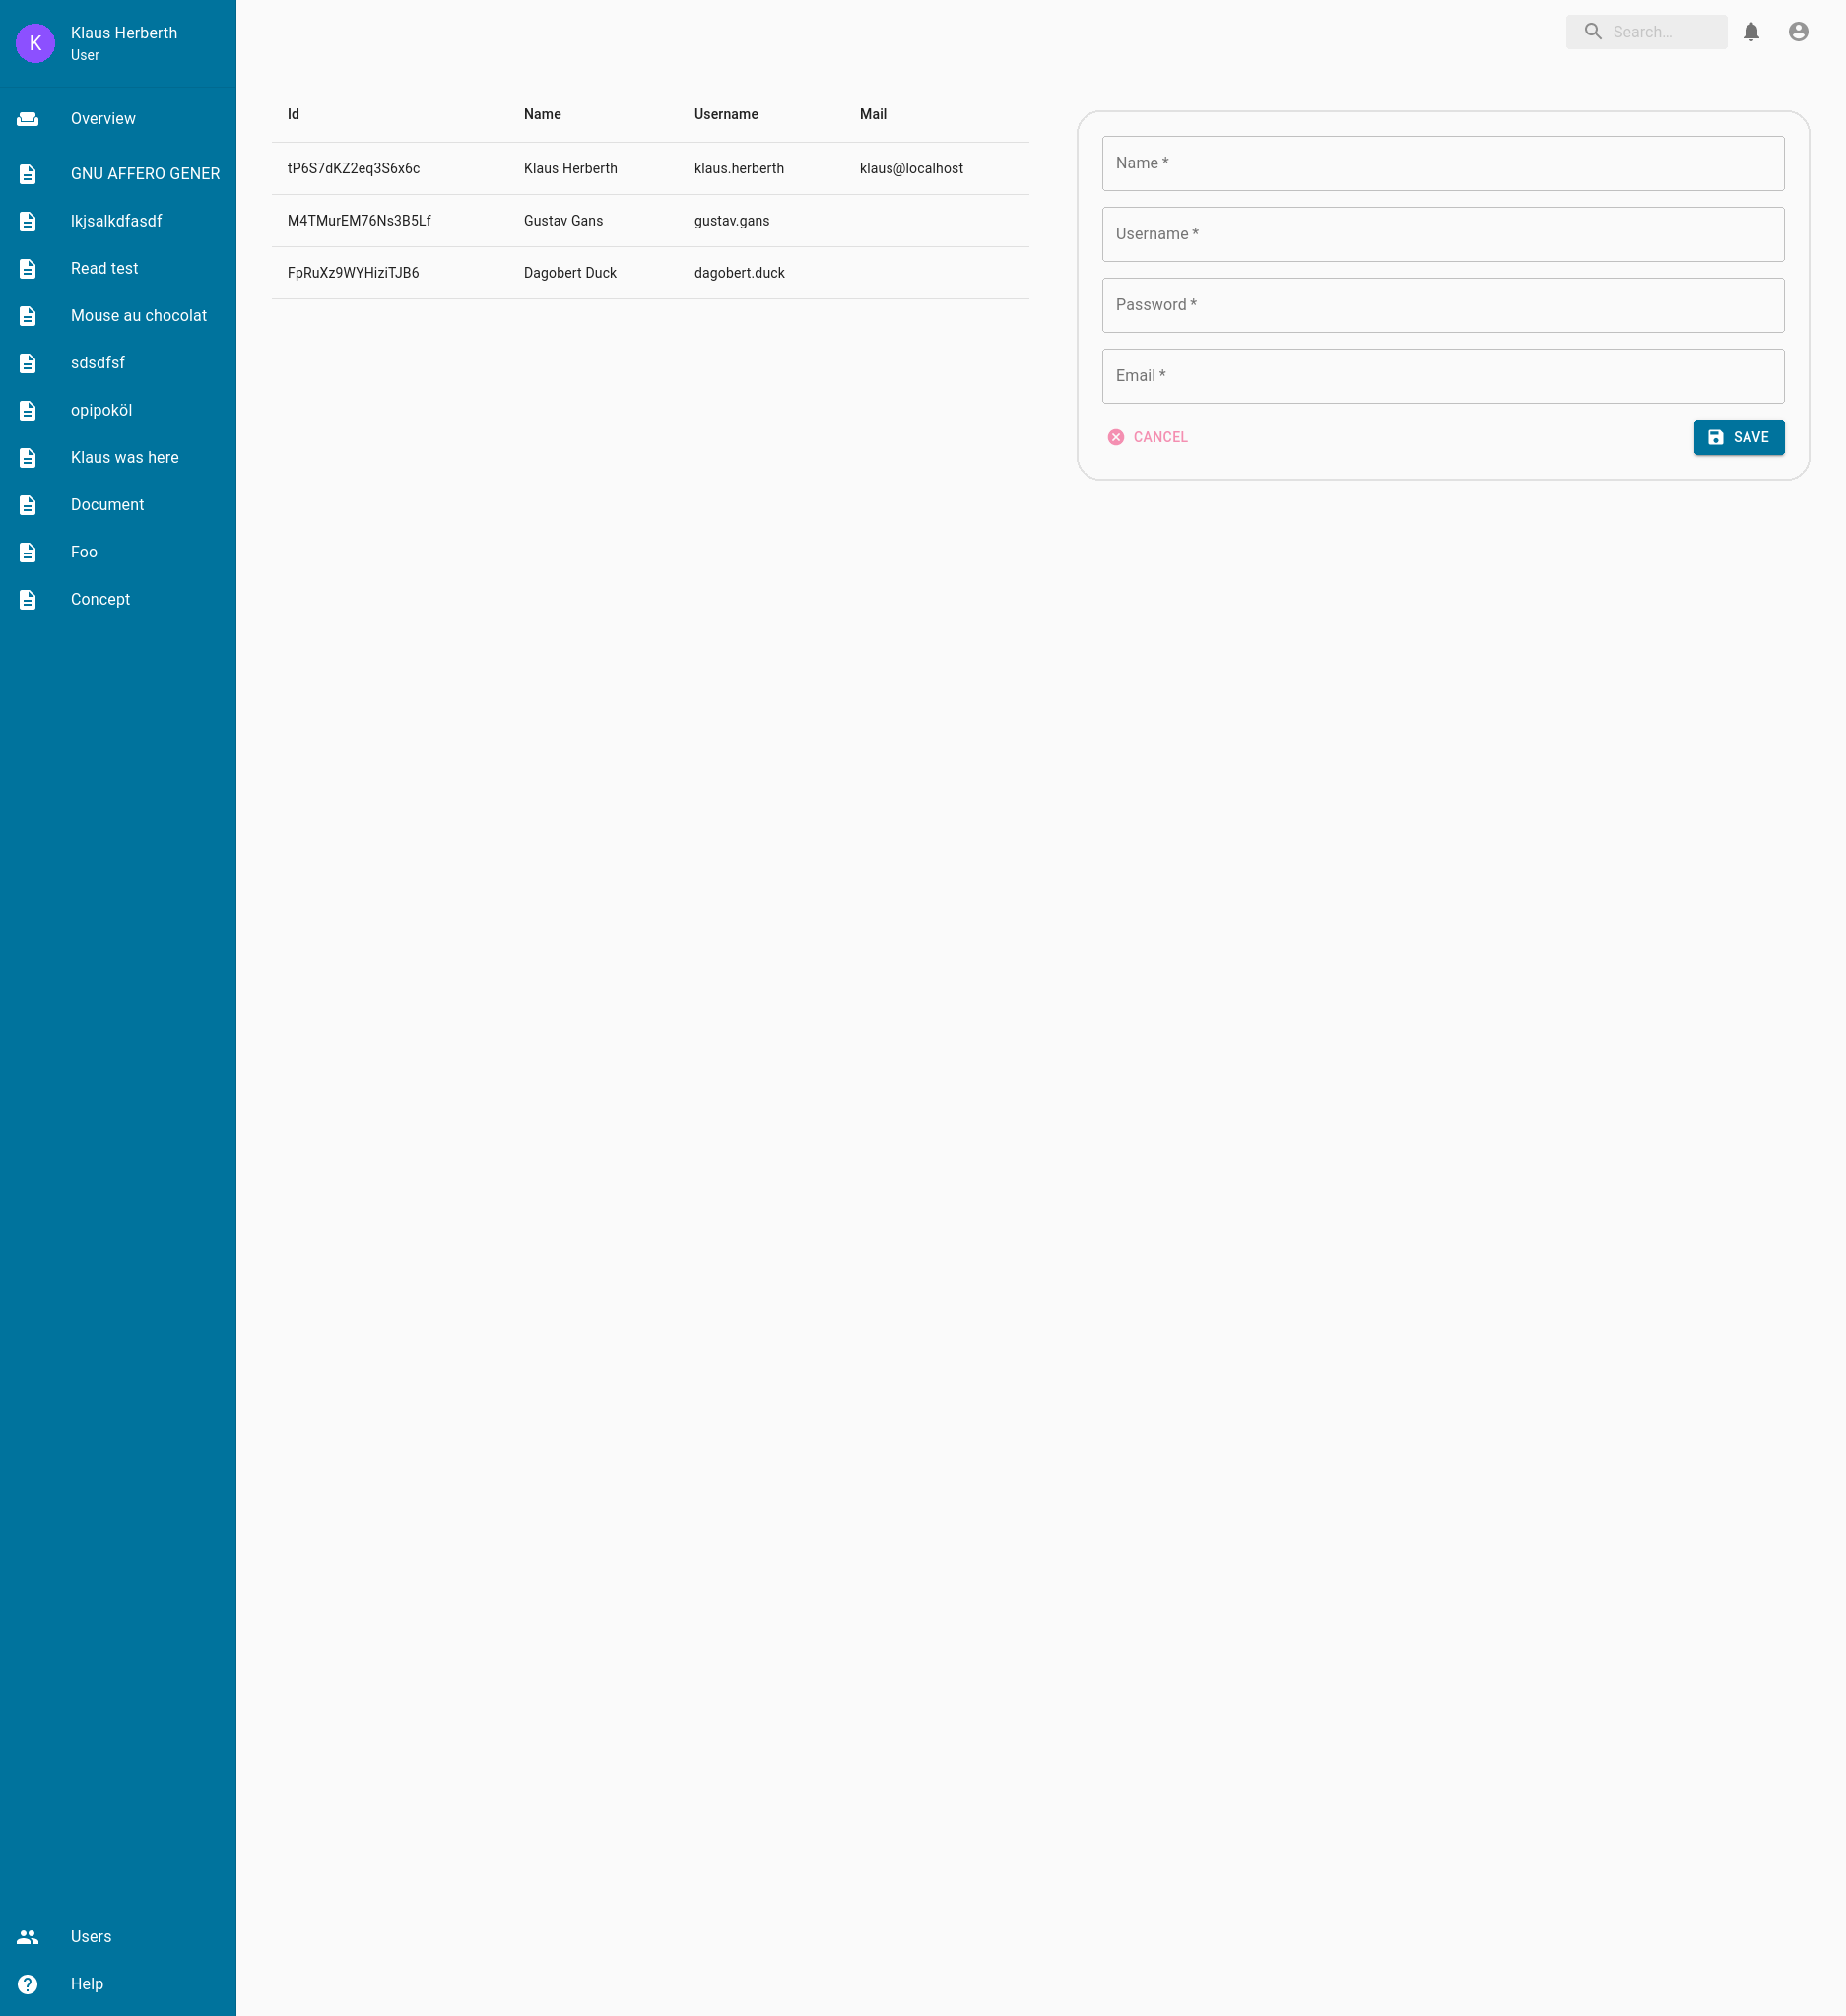 K
Klaus Herberth
User
Overview
GNU AFFERO GENER
lkjsalkdfasdf
Read test
Mouse au chocolat
sdsdfsf
opipoköl
Klaus was here
Document
Foo
Concept
Users
Help
Search...
Id Name Username Mail
tP6S7dKZ2eq3S6x6c Klaus Herberth klaus.herberth klaus@localhost
M4TMurEM76Ns3B5Lf Gustav Gans gustav.gans
FpRuXz9WYHiziTJB6 Dagobert Duck dagobert.duck
Name *
Username *
Password *
Email *
CANCEL SAVE